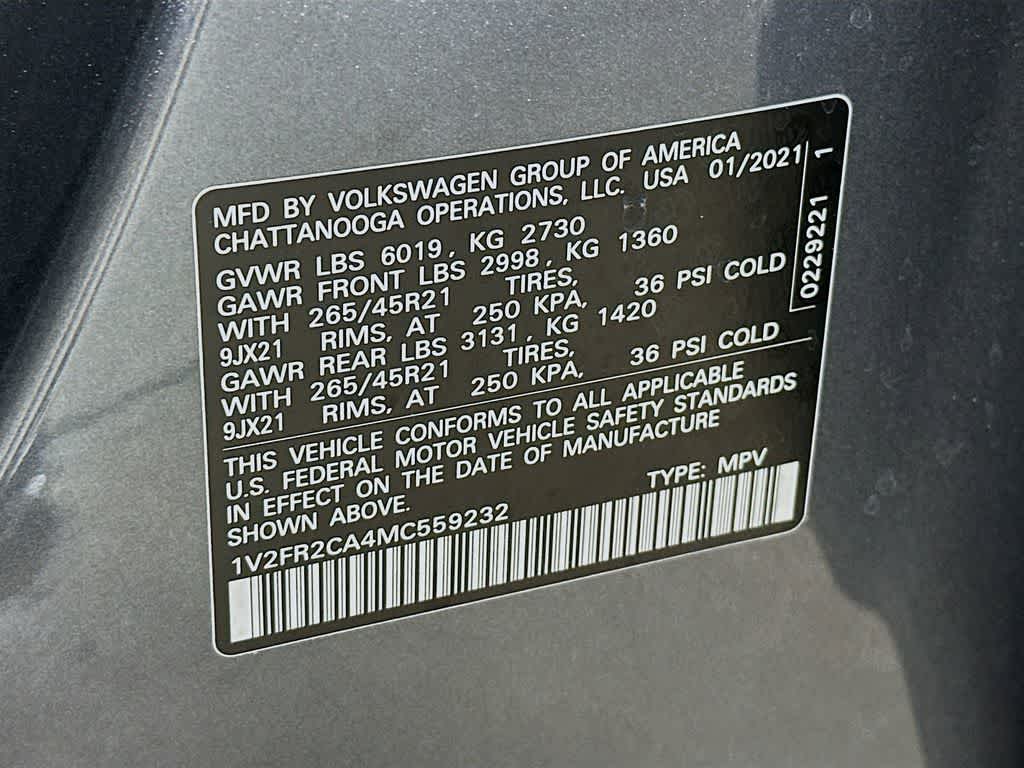 MFD BY VOLKSWAGEN GROUP OF AMERICA
CHATTANOOGA OPERATIONS, LLC. USA 01/2021
GVWR LBS 6019, KG 2730
GAWR FRONT LBS 2998, KG 1360
WITH 265/45R21 TIRES,
9JX21 RIMS, AT 250 KPA, 36 PSI COLD
GAWR REAR LBS 3131, KG 1420
WITH 265/45R21 TIRES,
9JX21 RIMS, AT 250 KPA, 36 PSI COLD
THIS VEHICLE CONFORMS TO ALL APPLICABLE
U.S. FEDERAL MOTOR VEHICLE SAFETY STANDARDS
IN EFFECT ON THE DATE OF MANUFACTURE
SHOWN ABOVE.
TYPE: MPV
1V2FR2CA4MC559232
0229221 1